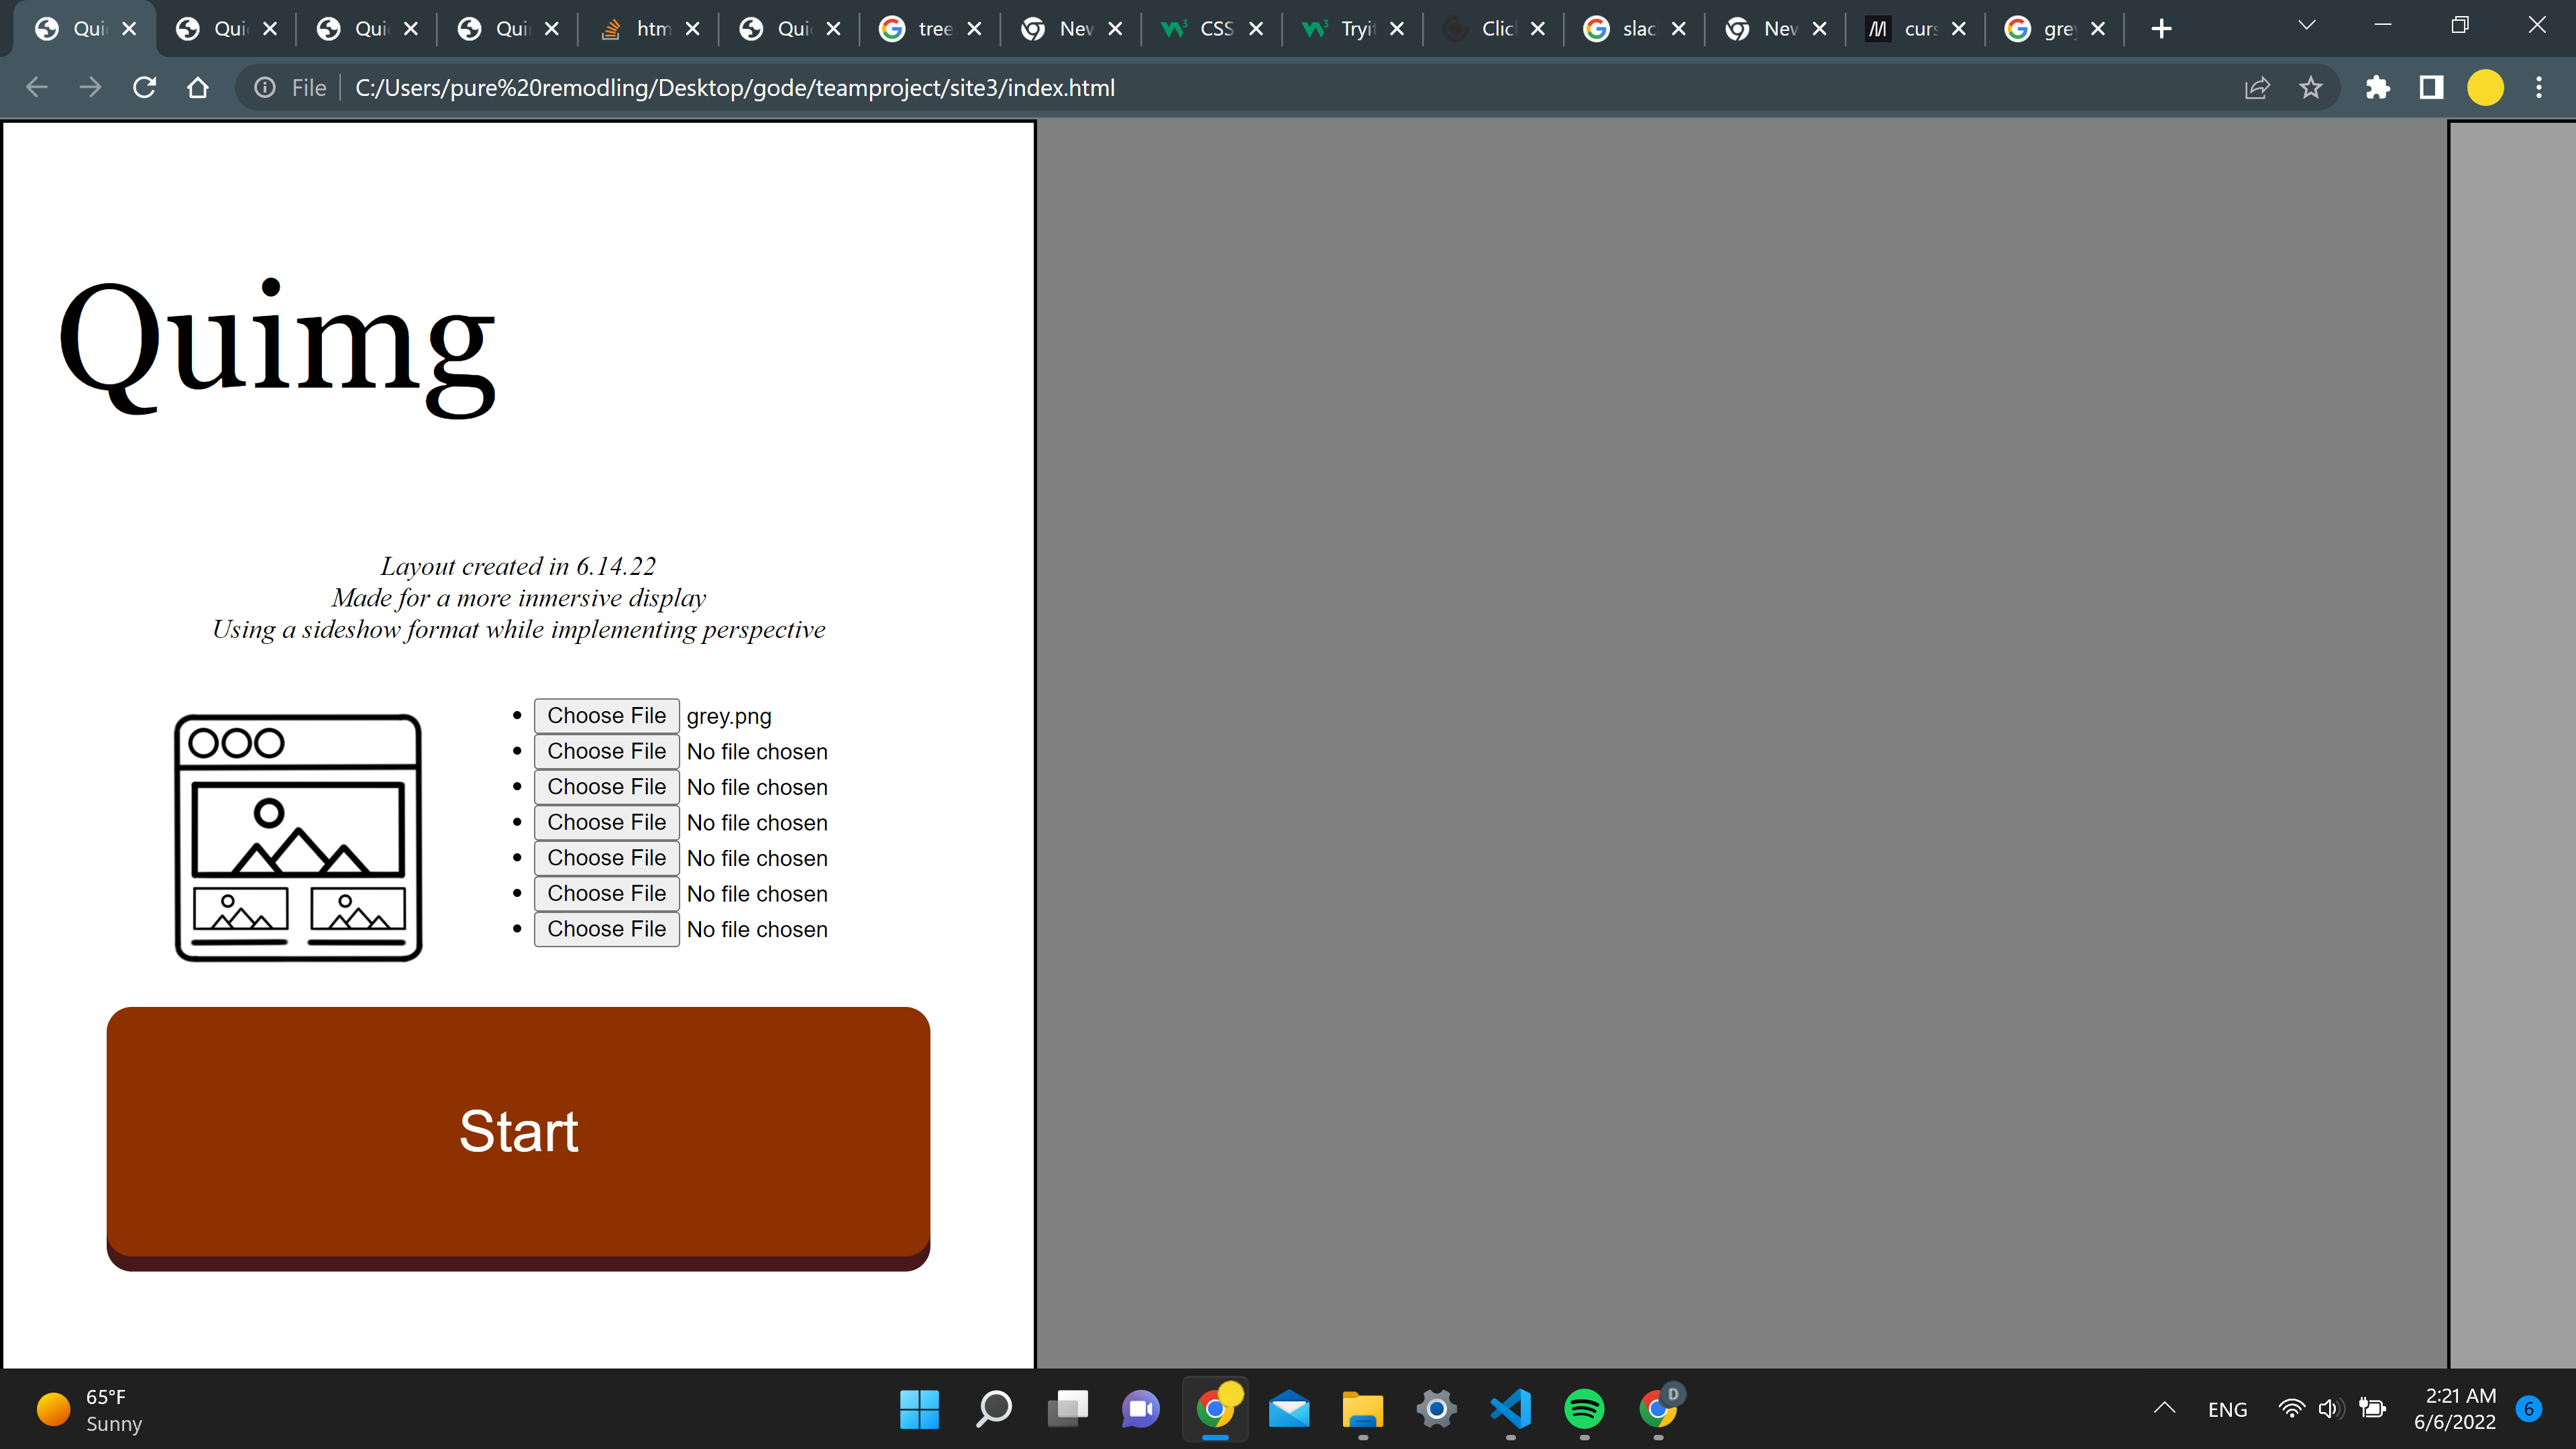 Qui
Qui
Qui
Qui
htm
Qui
tree
New
CSS
Tryit
Clic
slac
New
curs
grey
File
C:/Users/pure%20remodling/Desktop/gode/teamproject/site3/index.html
Quimg
Layout created in 6.14.22
Made for a more inmersive display
Using a sideshow format while implementing perspective
Choose File grey.png
Choose File No file chosen
Choose File No file chosen
Choose File No file chosen
Choose File No file chosen
Choose File No file chosen
Choose File No file chosen
Start
65°F
Sunny
D
ENG
2:21 AM
6/6/2022
6